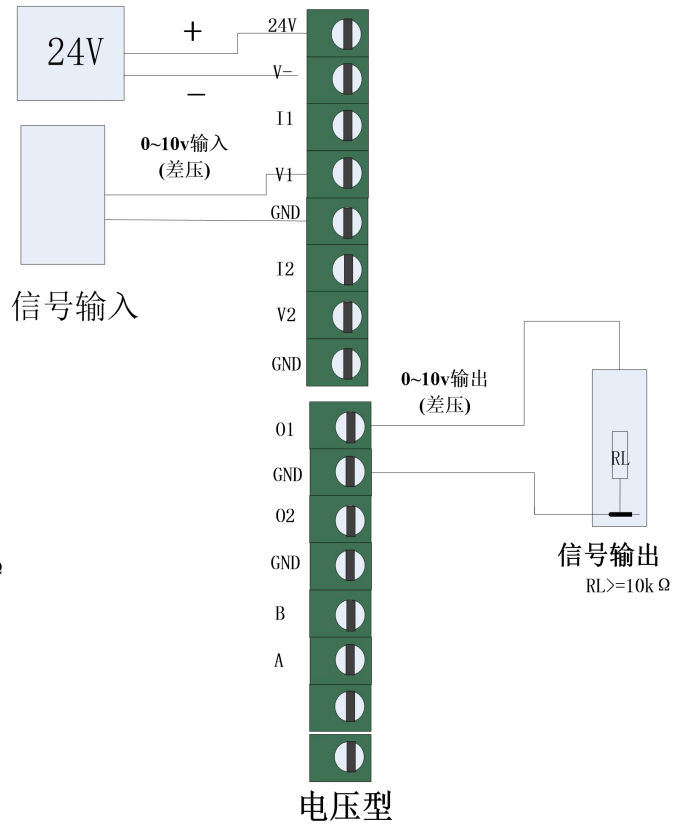 24V
+
−
24V
V−
I1
0~10v输入
(差压)
V1
GND
信号输入
I2
V2
GND
0~10v输出
(差压)
O1
GND
RL
O2
信号输出
GND
RL>=10kΩ
Ω
B
A
电压型